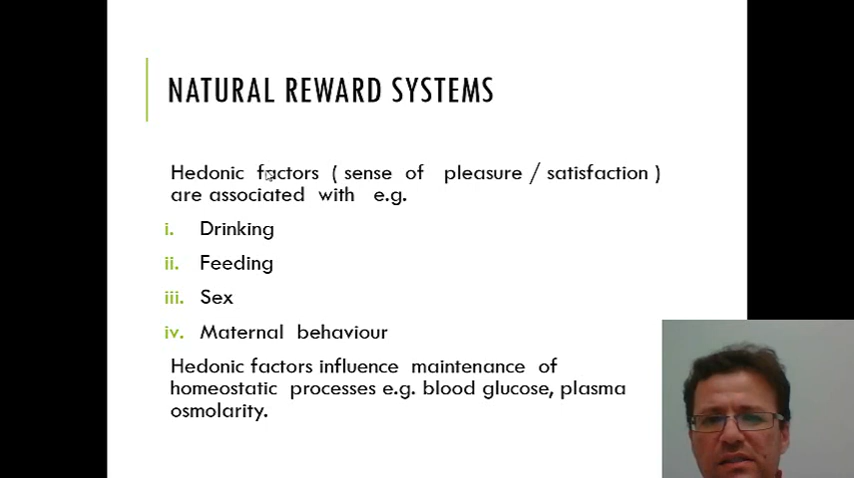 NATURAL REWARD SYSTEMS
Hedonic factors ( sense of pleasure / satisfaction )
are associated with e.g.
i. Drinking
ii. Feeding
iii. Sex
iv. Maternal behaviour
Hedonic factors influence maintenance of
homeostatic processes e.g. blood glucose, plasma
osmolarity.